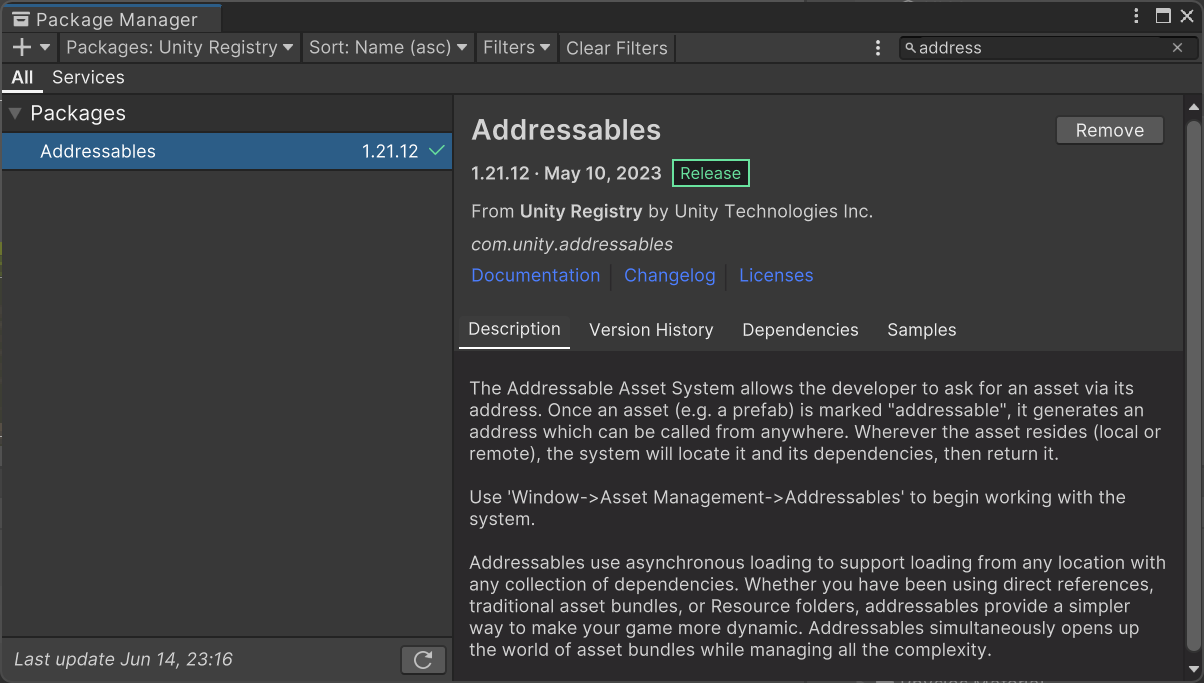 Package Manager
Packages: Unity Registry
Sort: Name (asc)
Filters
Clear Filters
address
All
Services
Packages
Addressables 1.21.12
Last update Jun 14, 23:16
Addressables
Remove
1.21.12 · May 10, 2023 Release
From Unity Registry by Unity Technologies Inc.
com.unity.addressables
Documentation
Changelog
Licenses
Description
Version History
Dependencies
Samples
The Addressable Asset System allows the developer to ask for an asset via its
address. Once an asset (e.g. a prefab) is marked "addressable", it generates an
address which can be called from anywhere. Wherever the asset resides (local or
remote), the system will locate it and its dependencies, then return it.
Use 'Window->Asset Management->Addressables' to begin working with the
system.
Addressables use asynchronous loading to support loading from any location with
any collection of dependencies. Whether you have been using direct references,
traditional asset bundles, or Resource folders, addressables provide a simpler
way to make your game more dynamic. Addressables simultaneously opens up
the world of asset bundles while managing all the complexity.